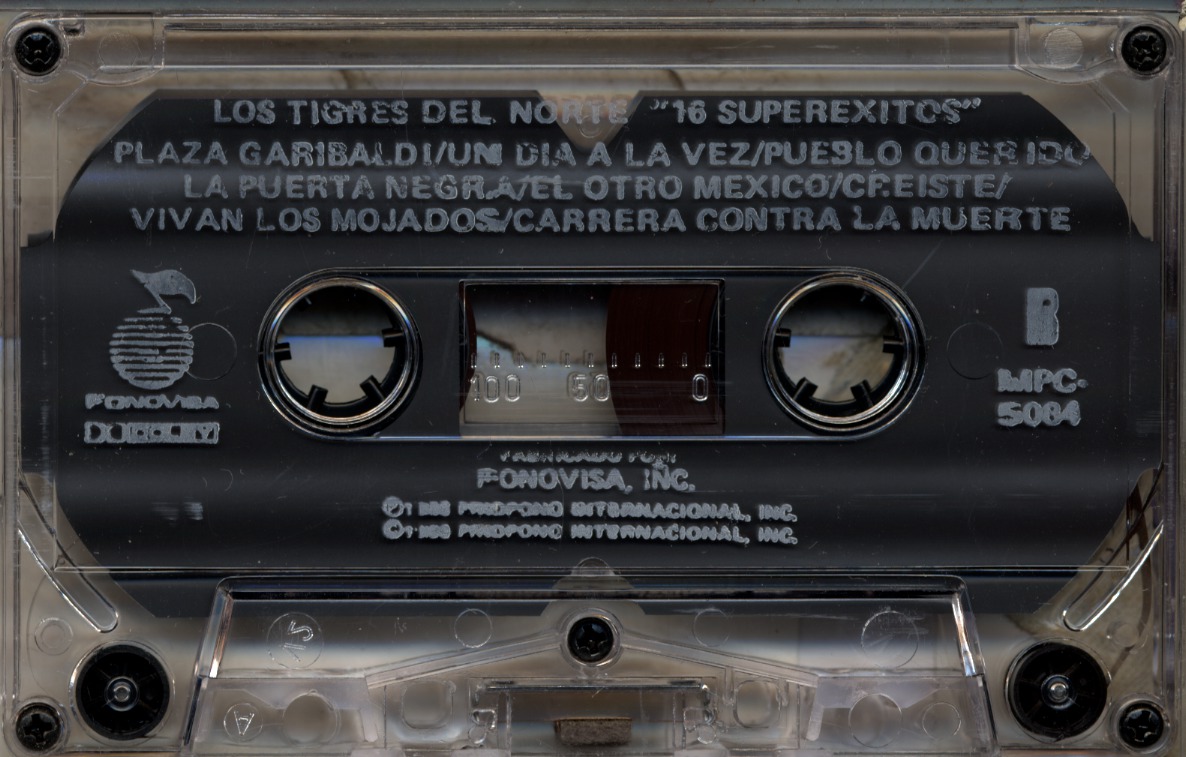 LOS TIGRES DEL NORTE "16 SUPEREXITOS"
PLAZA GARIBALDI/UN DIA A LA VEZ/PUEBLO QUERIDO
LA PUERTA NEGRA/EL OTRO MEXICO/CREISTE/
VIVAN LOS MOJADOS/CARRERA CONTRA LA MUERTE
B
MPC-
5084
FONOVISA
DOLBY
100 50 0
FABRICADO POR:
FONOVISA, INC.
PROFONO INTERNACIONAL, INC.
PROFONO INTERNACIONAL, INC.
A